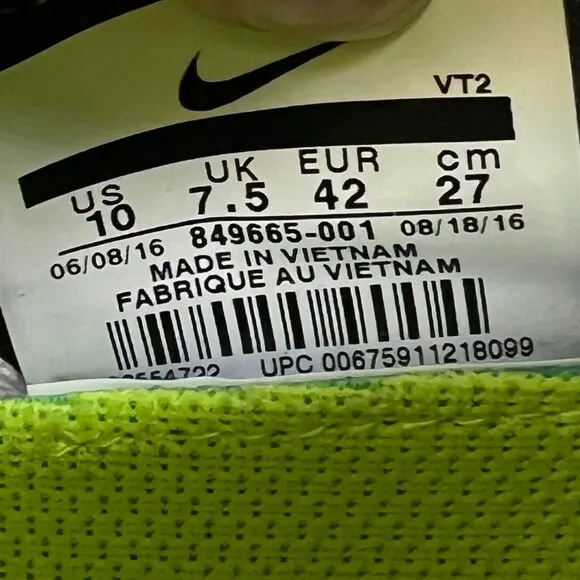 VT2
US UK EUR cm
10 7.5 42 27
06/08/16 849665-001 08/18/16
MADE IN VIETNAM
FABRIQUE AU VIETNAM
UPC 00675911218099